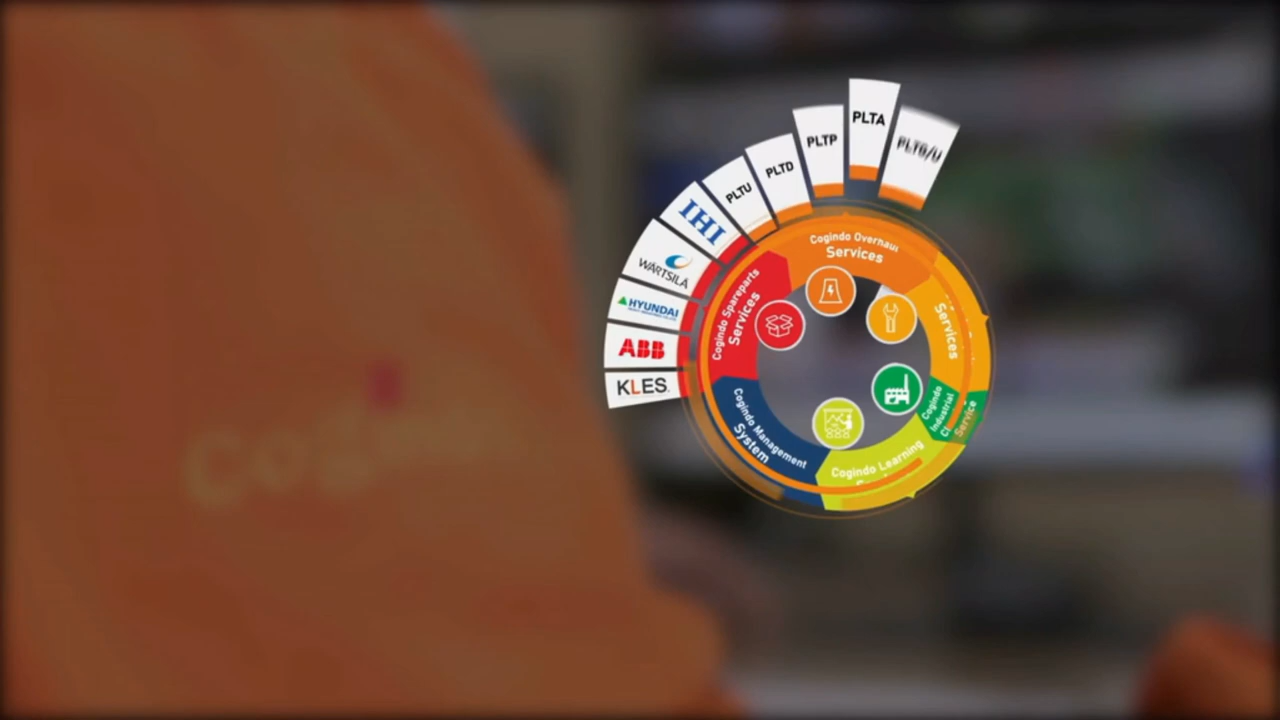 PLTA
PLTP
PLTB/U
PLTD
PLTU
IHI
WÄRTSILÄ
HYUNDAI
ABB
KLES.
Cogindo Overhaul
Services
Cogindo Spareparts
Services
Services
Cogindo
Industrial
Service
Cogindo Management
System
Cogindo Learning